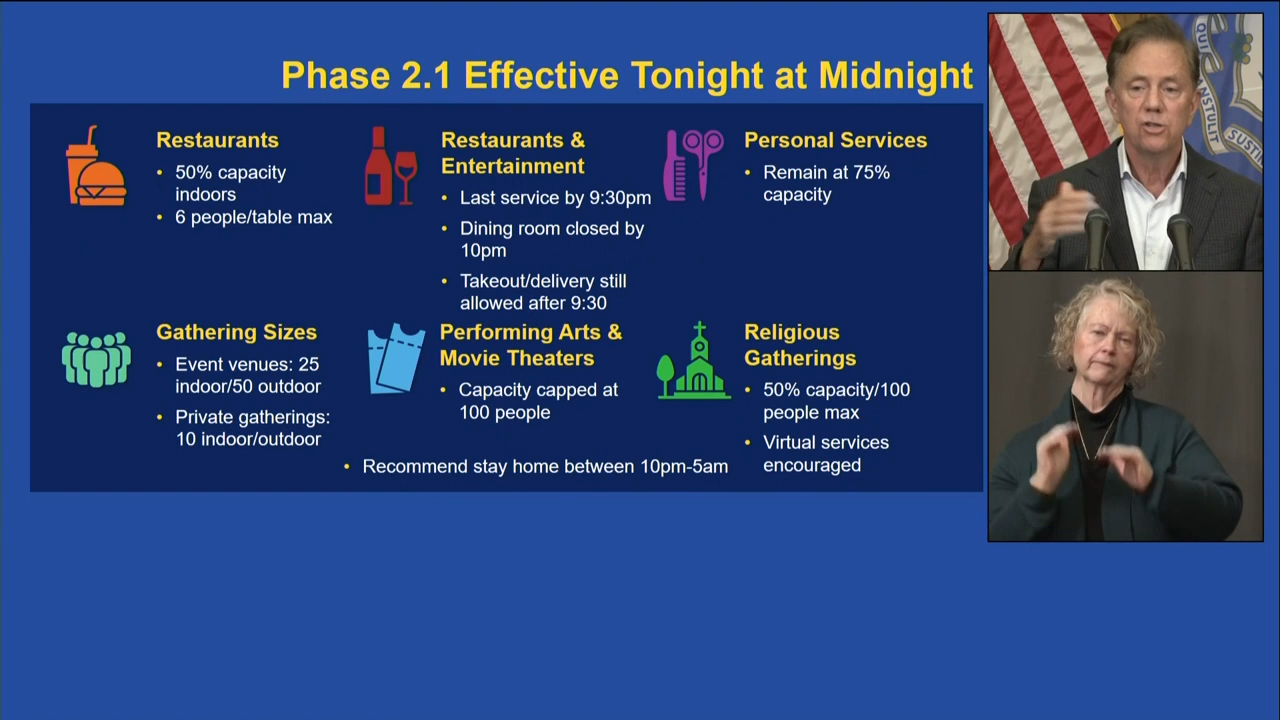 Phase 2.1 Effective Tonight at Midnight
Restaurants
• 50% capacity
indoors
• 6 people/table max
Restaurants &
Entertainment
• Last service by 9:30pm
• Dining room closed by
10pm
• Takeout/delivery still
allowed after 9:30
Personal Services
• Remain at 75%
capacity
Gathering Sizes
• Event venues: 25
indoor/50 outdoor
• Private gatherings:
10 indoor/outdoor
Performing Arts &
Movie Theaters
• Capacity capped at
100 people
Religious
Gatherings
• 50% capacity/100
people max
• Virtual services
encouraged
• Recommend stay home between 10pm-5am
QUI